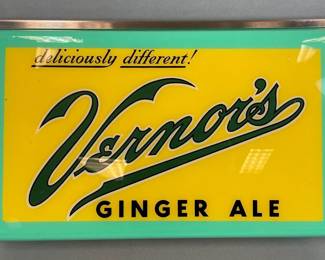 deliciously different!
Vernor's
GINGER ALE